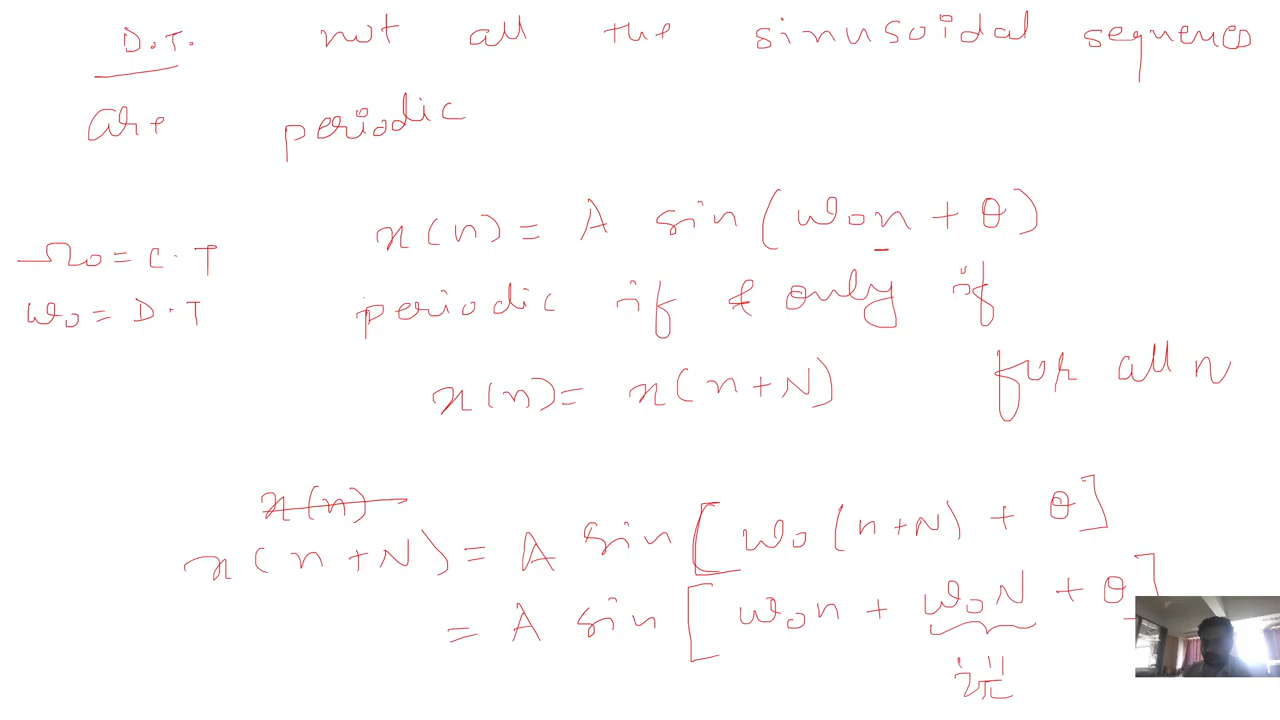 D.T. not all the sinusoidal sequences
are periodic
x(n) = A sin(ω₀n + θ)
Ω₀ = C.T
ω₀ = D.T
periodic if & only if
x(n) = x(n+N) for all n
x(n)
x(n+N) = A sin[ω₀(n+N) + θ]
= A sin[ω₀n + ω₀N + θ]
"2π"